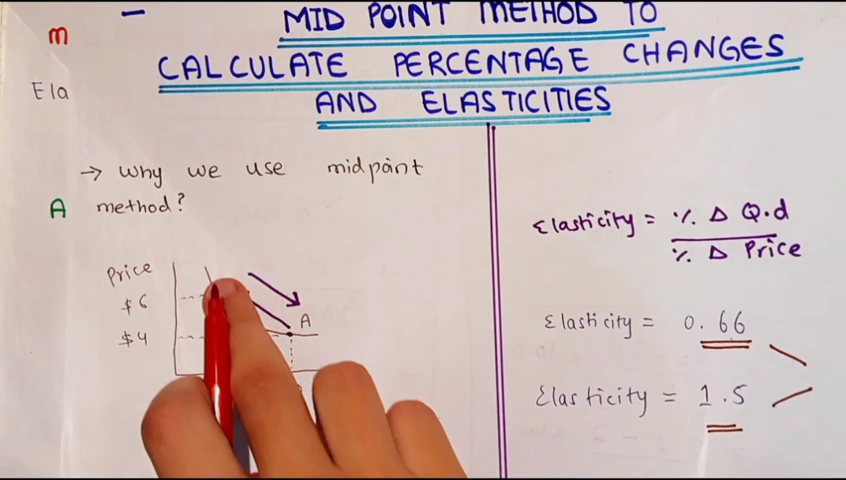 MID POINT METHOD TO
CALCULATE PERCENTAGE CHANGES
AND ELASTICITIES
m
Ela
→ Why we use midpoint
A method?
Price
$6
$4
A
Elasticity = % Δ Q.d
% Δ Price
Elasticity = 0.66
Elasticity = 1.5